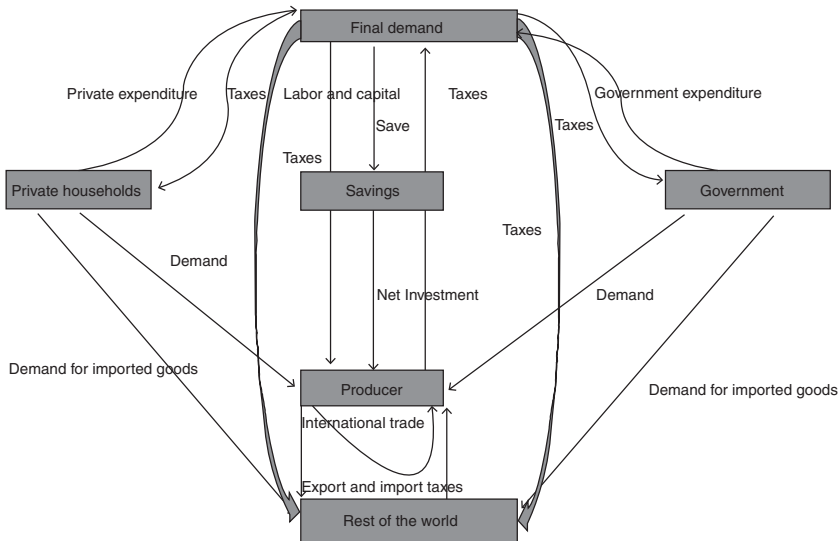 Final demand
Private expenditure
Taxes
Labor and capital
Taxes
Government expenditure
Save
Taxes
Taxes
Private households
Savings
Government
Taxes
Demand
Net Investment
Demand
Demand for imported goods
Producer
Demand for imported goods
International trade
Export and import taxes
Rest of the world